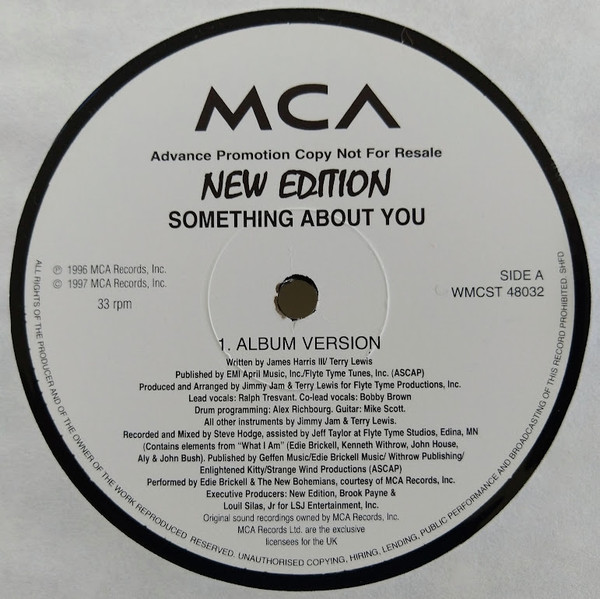 MCA
Advance Promotion Copy Not For Resale
NEW EDITION
SOMETHING ABOUT YOU
℗ 1996 MCA Records, Inc.
© 1997 MCA Records, Inc.
33 rpm
SIDE A
WMCST 48032
1. ALBUM VERSION
Written by James Harris III/ Terry Lewis
Published by EMI April Music, Inc/Flyte Tyme Tunes, Inc. (ASCAP)
Produced and Arranged by Jimmy Jam & Terry Lewis for Flyte Tyme Productions, Inc.
Lead vocals: Ralph Tresvant. Co-lead vocals: Bobby Brown
Drum programming: Alex Richbourg. Guitar: Mike Scott.
All other instruments by Jimmy Jam & Terry Lewis.
Recorded and Mixed by Steve Hodge, assisted by Jeff Taylor at Flyte Tyme Studios, Edina, MN
(Contains elements from "What I Am" (Edie Brickell, Kenneth Withrow, John House,
Aly & John Bush). Published by Geffen Music/Edie Brickell Music/ Withrow Publishing/
Enlightened Kitty/Strange Wind Productions (ASCAP)
Performed by Edie Brickell & The New Bohemians, courtesy of MCA Records, Inc.
Executive Producers: New Edition, Brook Payne &
Louil Silas, Jr for LSJ Entertainment, Inc.
Original sound recordings owned by MCA Records, Inc.
MCA Records Ltd. are the exclusive
licensees for the UK
ALL RIGHTS OF THE PRODUCER AND OF THE OWNER OF THE WORK REPRODUCED RESERVED. UNAUTHORISED COPYING, HIRING, LENDING, PUBLIC PERFORMANCE AND BROADCASTING OF THIS RECORD PROHIBITED. SHFD